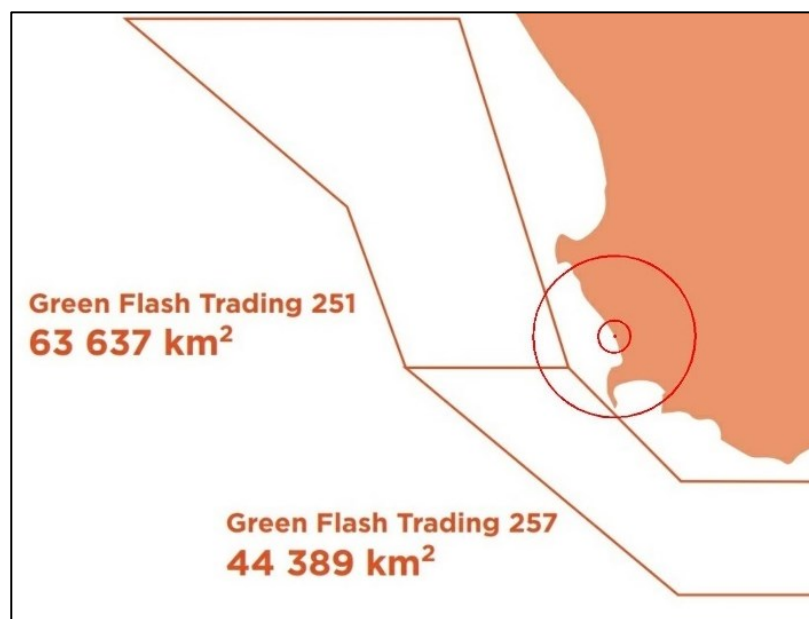 Green Flash Trading 251
63 637 km²
Green Flash Trading 257
44 389 km²